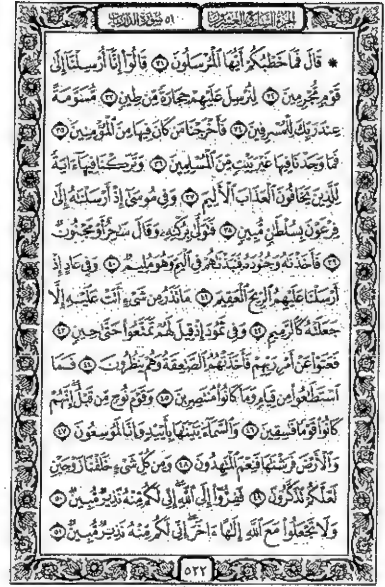 الجزء السابع والعشرون ٥١ سورة الذاريات
۞ قَالَ فَمَا خَطْبُكُمْ أَيُّهَا ٱلْمُرْسَلُونَ ٣١ قَالُوٓا۟ إِنَّآ أُرْسِلْنَآ إِلَىٰ
قَوْمٍ مُّجْرِمِينَ ٣٢ لِنُرْسِلَ عَلَيْهِمْ حِجَارَةً مِّن طِينٍ ٣٣ مُّسَوَّمَةً
عِندَ رَبِّكَ لِلْمُسْرِفِينَ ٣٤ فَأَخْرَجْنَا مَن كَانَ فِيهَا مِنَ ٱلْمُؤْمِنِينَ ٣٥
فَمَا وَجَدْنَا فِيهَا غَيْرَ بَيْتٍ مِّنَ ٱلْمُسْلِمِينَ ٣٦ وَتَرَكْنَا فِيهَآ ءَايَةً
لِّلَّذِينَ يَخَافُونَ ٱلْعَذَابَ ٱلْأَلِيمَ ٣٧ وَفِى مُوسَىٰٓ إِذْ أَرْسَلْنَٰهُ إِلَىٰ
فِرْعَوْنَ بِسُلْطَٰنٍ مُّبِينٍ ٣٨ فَتَوَلَّىٰ بِرُكْنِهِۦ وَقَالَ سَٰحِرٌ أَوْ مَجْنُونٌ
٣٩ فَأَخَذْنَٰهُ وَجُنُودَهُۥ فَنَبَذْنَٰهُمْ فِى ٱلْيَمِّ وَهُوَ مُلِيمٌ ٤٠ وَفِى عَادٍ إِذْ
أَرْسَلْنَا عَلَيْهِمُ ٱلرِّيحَ ٱلْعَقِيمَ ٤١ مَا تَذَرُ مِن شَىْءٍ أَتَتْ عَلَيْهِ إِلَّا
جَعَلَتْهُ كَٱلرَّمِيمِ ٤٢ وَفِى ثَمُودَ إِذْ قِيلَ لَهُمْ تَمَتَّعُوا۟ حَتَّىٰ حِينٍ ٤٣
فَعَتَوْا۟ عَنْ أَمْرِ رَبِّهِمْ فَأَخَذَتْهُمُ ٱلصَّٰعِقَةُ وَهُمْ يَنظُرُونَ ٤٤ فَمَا
ٱسْتَطَٰعُوا۟ مِن قِيَامٍ وَمَا كَانُوا۟ مُنتَصِرِينَ ٤٥ وَقَوْمَ نُوحٍ مِّن قَبْلُ ۖ إِنَّهُمْ
كَانُوا۟ قَوْمًا فَٰسِقِينَ ٤٦ وَٱلسَّمَآءَ بَنَيْنَٰهَا بِأَيْي۟دٍ وَإِنَّا لَمُوسِعُونَ ٤٧
وَٱلْأَرْضَ فَرَشْنَٰهَا فَنِعْمَ ٱلْمَٰهِدُونَ ٤٨ وَمِن كُلِّ شَىْءٍ خَلَقْنَا زَوْجَيْنِ
لَعَلَّكُمْ تَذَكَّرُونَ ٤٩ فَفِرُّوٓا۟ إِلَى ٱللَّهِ ۖ إِنِّى لَكُم مِّنْهُ نَذِيرٌ مُّبِينٌ ٥٠
وَلَا تَجْعَلُوا۟ مَعَ ٱللَّهِ إِلَٰهًا ءَاخَرَ ۖ إِنِّى لَكُم مِّنْهُ نَذِيرٌ مُّبِينٌ ٥١
٥٢٢